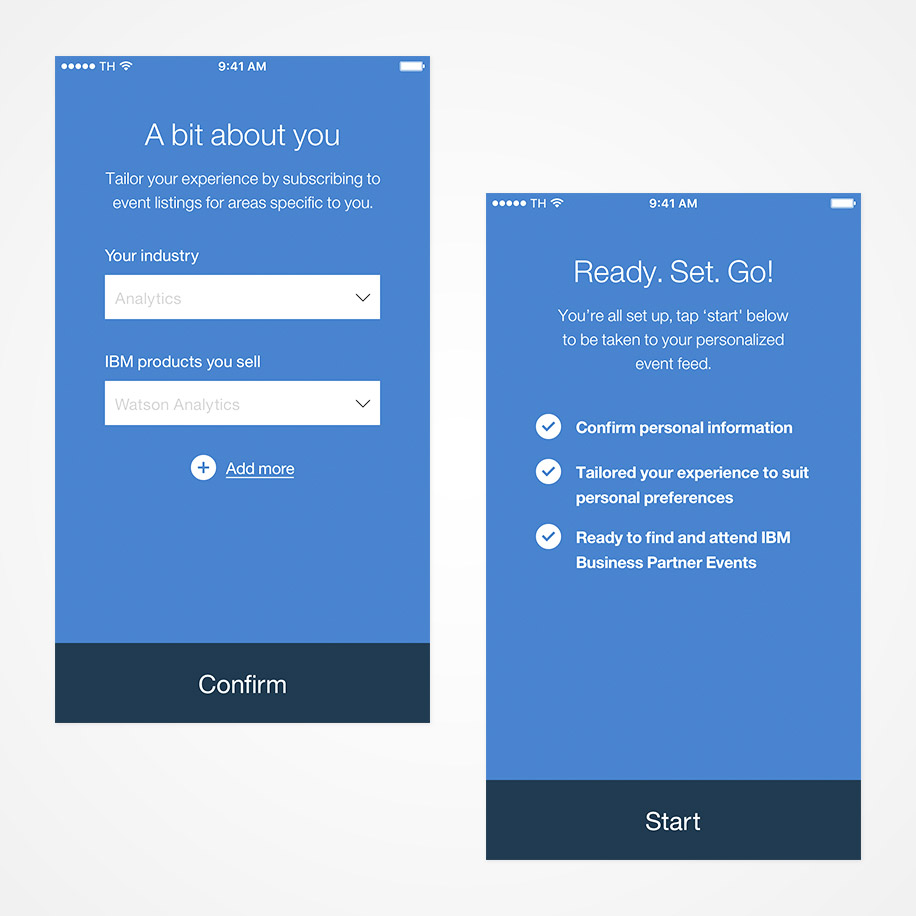 TH
9:41 AM
A bit about you
Tailor your experience by subscribing to
event listings for areas specific to you.
Your industry
Analytics
IBM products you sell
Watson Analytics
Add more
Confirm
TH
9:41 AM
Ready. Set. Go!
You’re all set up, tap ‘start' below
to be taken to your personalized
event feed.
Confirm personal information
Tailored your experience to suit
personal preferences
Ready to find and attend IBM
Business Partner Events
Start